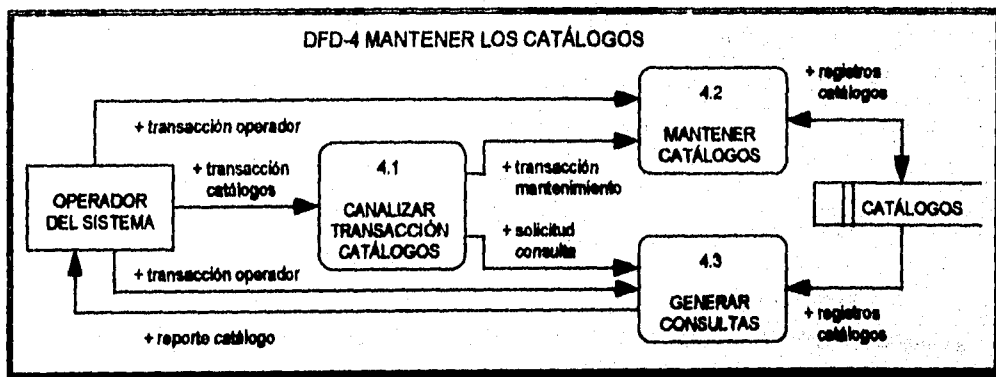 DFD-4 MANTENER LOS CATÁLOGOS
+ registros
catálogos
4.2
MANTENER
CATÁLOGOS
+ transacción operador
+ transacción
catálogos
4.1
CANALIZAR
TRANSACCIÓN
CATÁLOGOS
+ transacción
mantenimiento
OPERADOR
DEL SISTEMA
CATÁLOGOS
+ solicitud
consulta
4.3
GENERAR
CONSULTAS
+ transacción operador
+ reporte catálogo
+ registros
catálogos